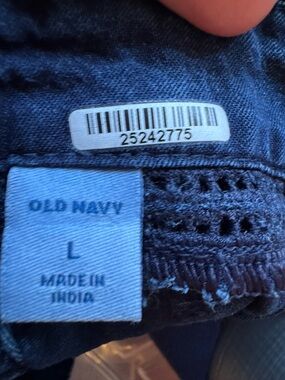 25242775
OLD NAVY
L
MADE IN
INDIA